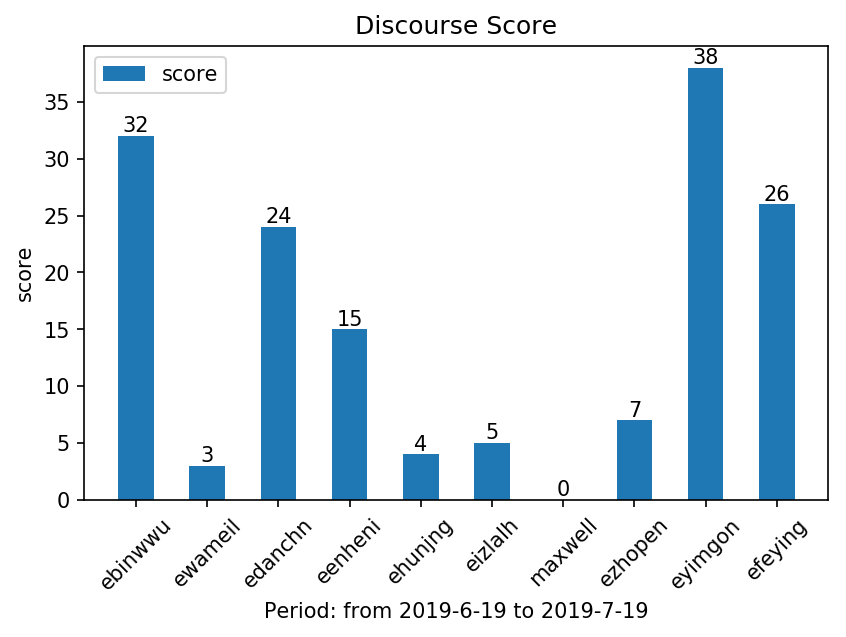 Discourse Score
score
35
30
25
20
15
10
5
0
score
32
3
24
15
4
5
0
7
38
26
ebinwwu
ewameil
edanchn
eenheni
ehunjng
eizlalh
maxwell
ezhopen
eyimgon
efeying
Period: from 2019-6-19 to 2019-7-19